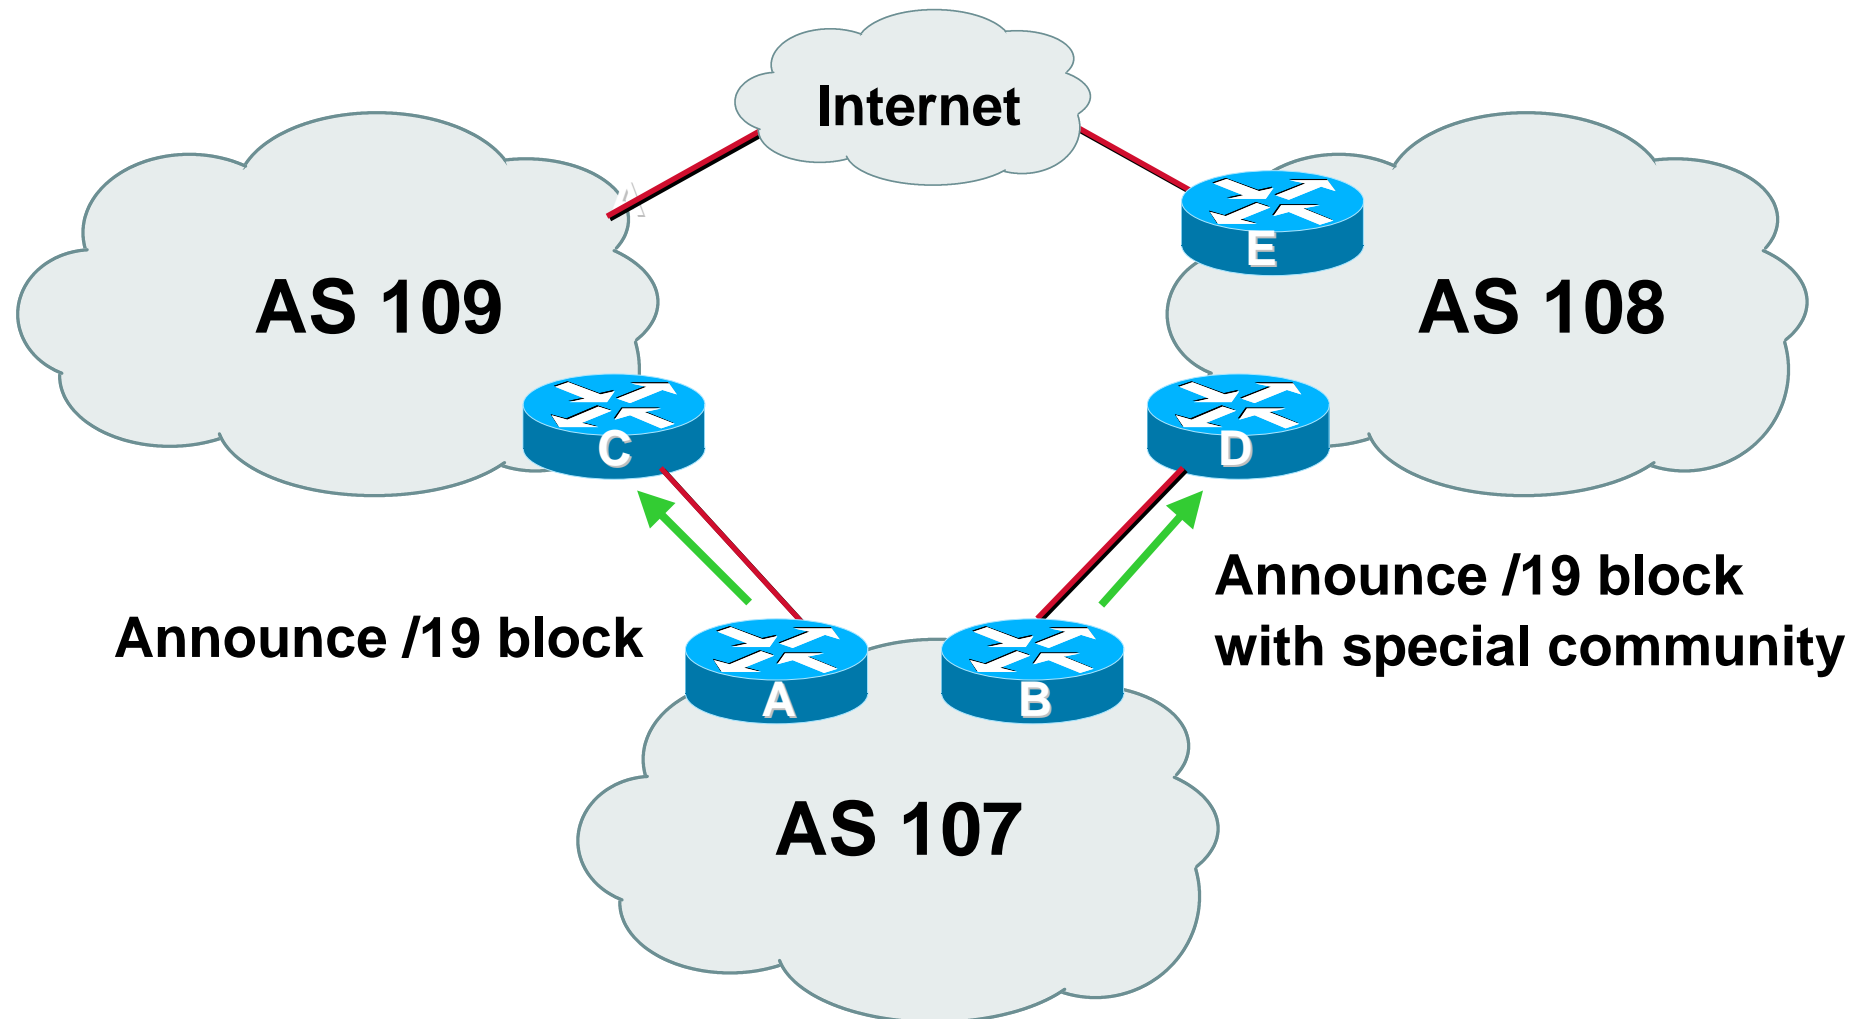 Internet
E
AS 109
AS 108
C
D
Announce /19 block
with special community
Announce /19 block
A
B
AS 107